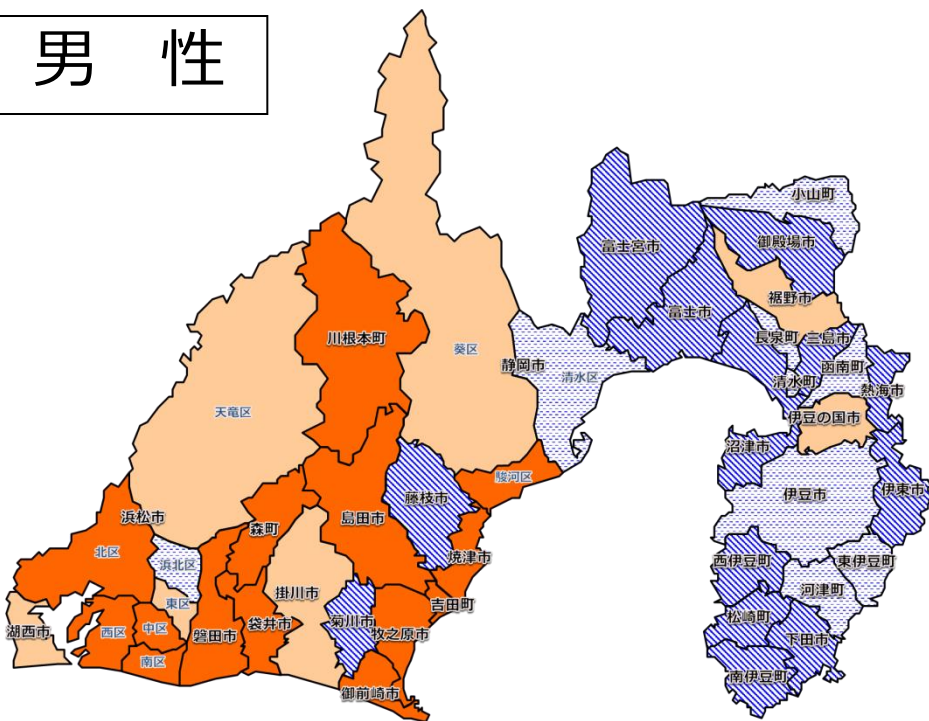 男 性
小山町
富士宮市
御殿場市
裾野市
富士市
川根本町
長泉町
三島市
葵区
静岡市
函南町
清水区
清水町
熱海市
天竜区
伊豆の国市
沼津市
駿河区
伊東市
藤枝市
伊豆市
浜松市
島田市
森町
北区
焼津市
西伊豆町
東伊豆町
浜北区
掛川市
河津町
東区
吉田町
菊川市
松崎町
湖西市
西区
中区
磐田市
袋井市
牧之原市
下田市
南区
南伊豆町
御前崎市